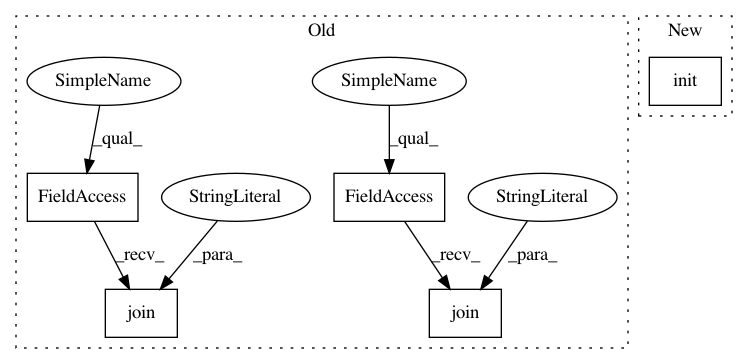 Old
New
SimpleName
SimpleName
init
_qual_
_qual_
FieldAccess
StringLiteral
FieldAccess
StringLiteral
_recv_
_para_
_recv_
_para_
join
join